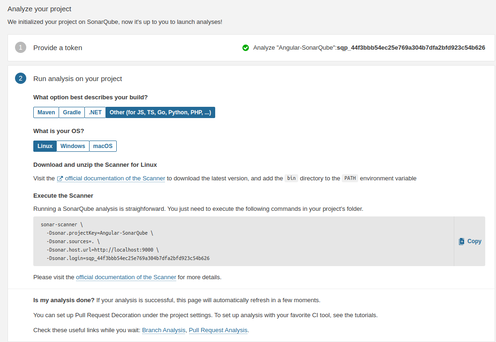 Analyze your project
We initialized your project on SonarQube, now it's up to you to launch analyses!
1 Provide a token
Analyze "Angular-SonarQube": sqp_44f3bbb54ec25e769a304b7dfa2bfd923c54b626
2 Run analysis on your project
What option best describes your build?
Maven Gradle .NET Other (for JS, TS, Go, Python, PHP, ...)
What is your OS?
Linux Windows macOS
Download and unzip the Scanner for Linux
Visit the official documentation of the Scanner to download the latest version, and add the bin directory to the PATH environment variable
Execute the Scanner
Running a SonarQube analysis is straighforward. You just need to execute the following commands in your project's folder.
sonar-scanner \
-Dsonar.projectKey=Angular-SonarQube \
-Dsonar.sources=. \
-Dsonar.host.url=http://localhost:9000 \
-Dsonar.login=sqp_44f3bbb54ec25e769a304b7dfa2bfd923c54b626
Copy
Please visit the official documentation of the Scanner for more details.
Is my analysis done? If your analysis is successful, this page will automatically refresh in a few moments.
You can set up Pull Request Decoration under the project settings. To set up analysis with your favorite CI tool, see the tutorials.
Check these useful links while you wait: Branch Analysis, Pull Request Analysis.